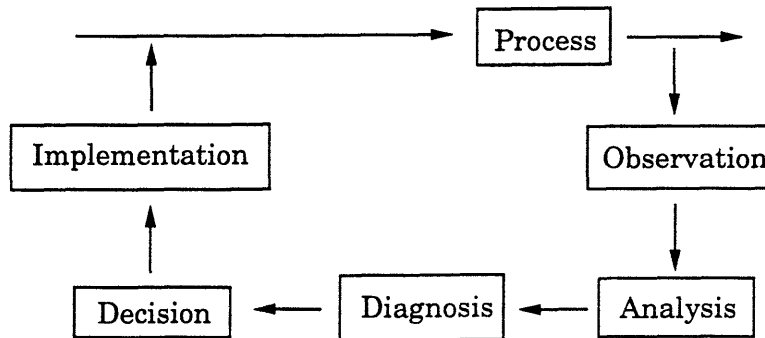 Process
Implementation
Observation
Decision
Diagnosis
Analysis